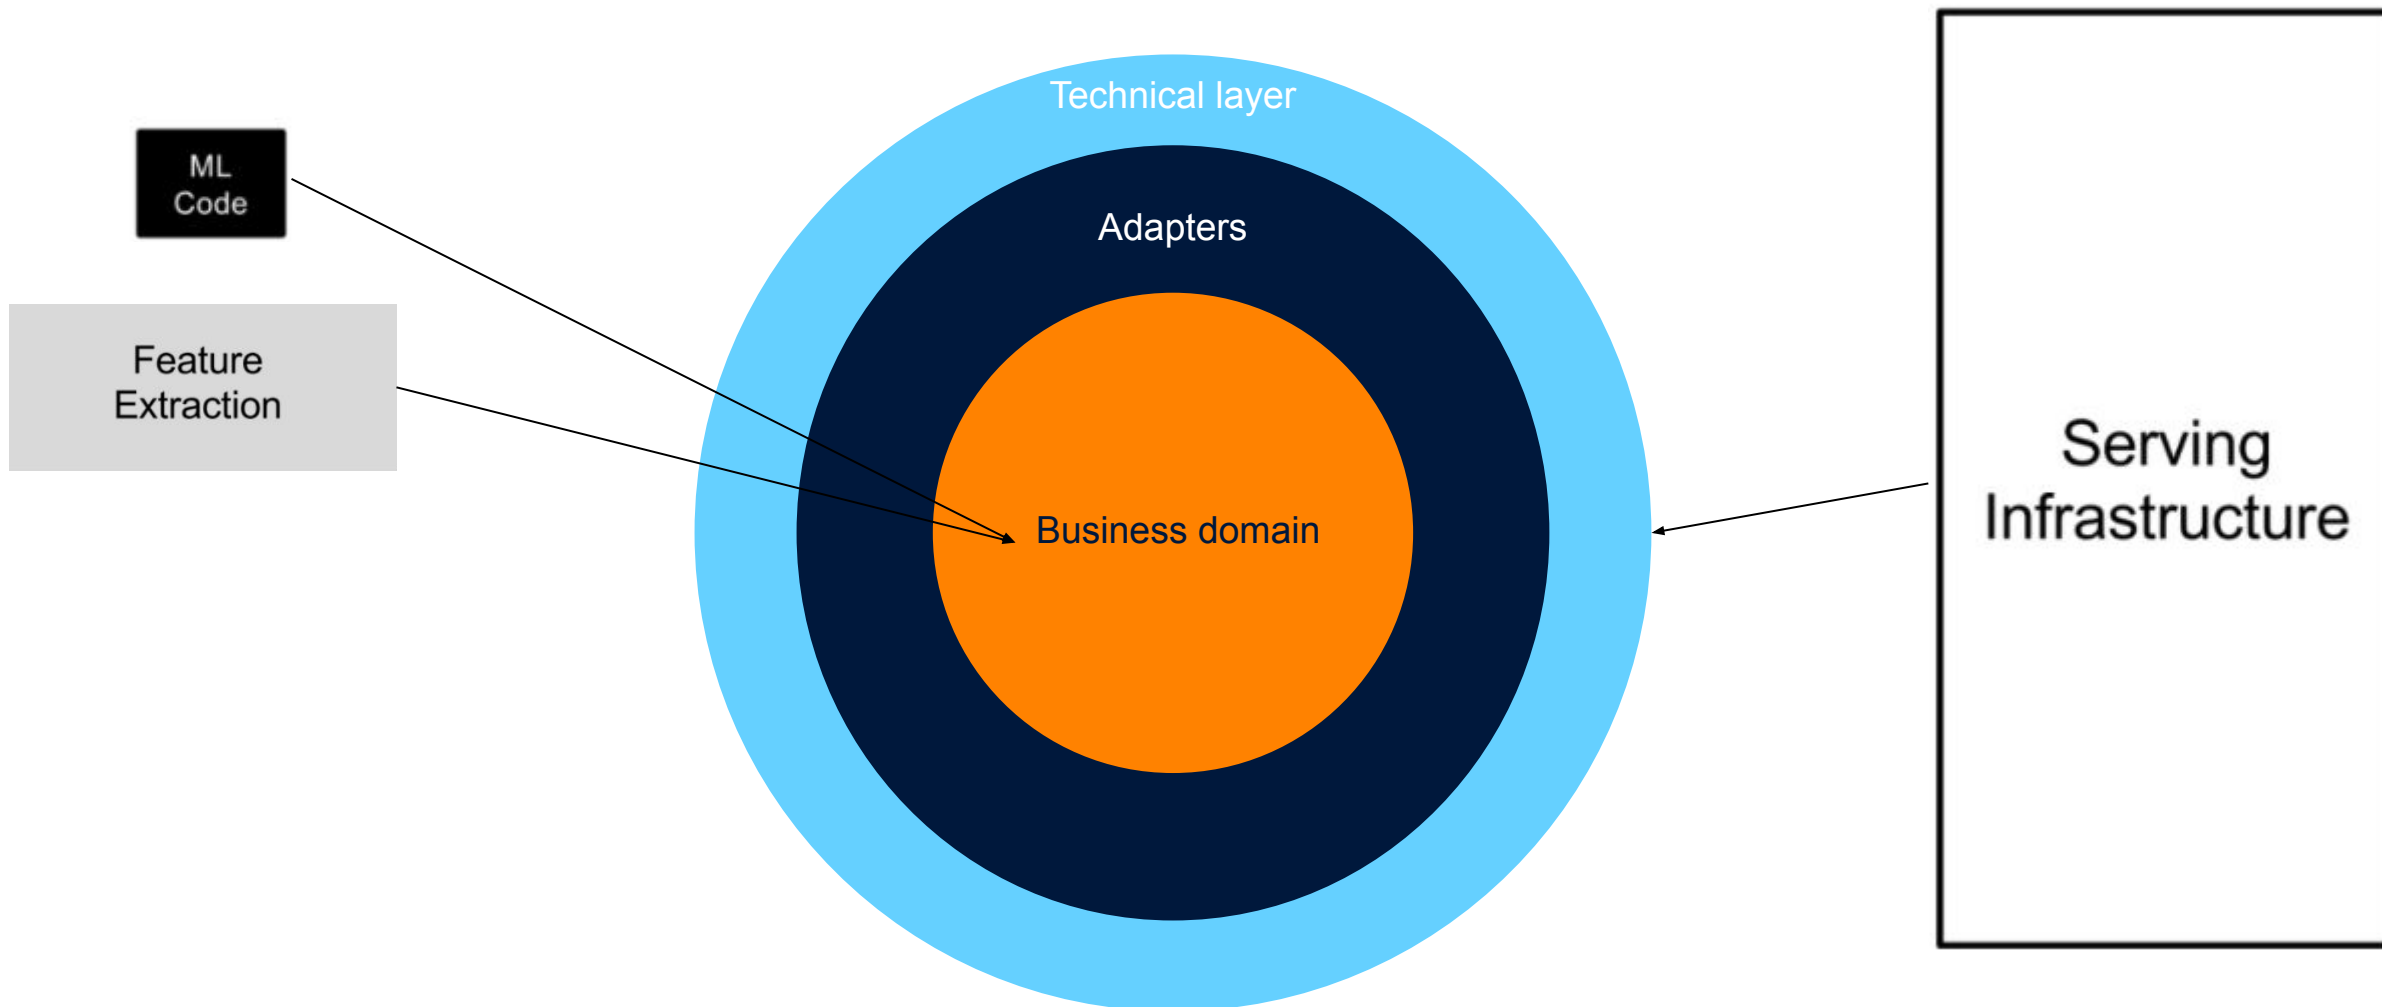 Technical layer
ML
Code
Adapters
Feature
Extraction
Business domain
Serving
Infrastructure